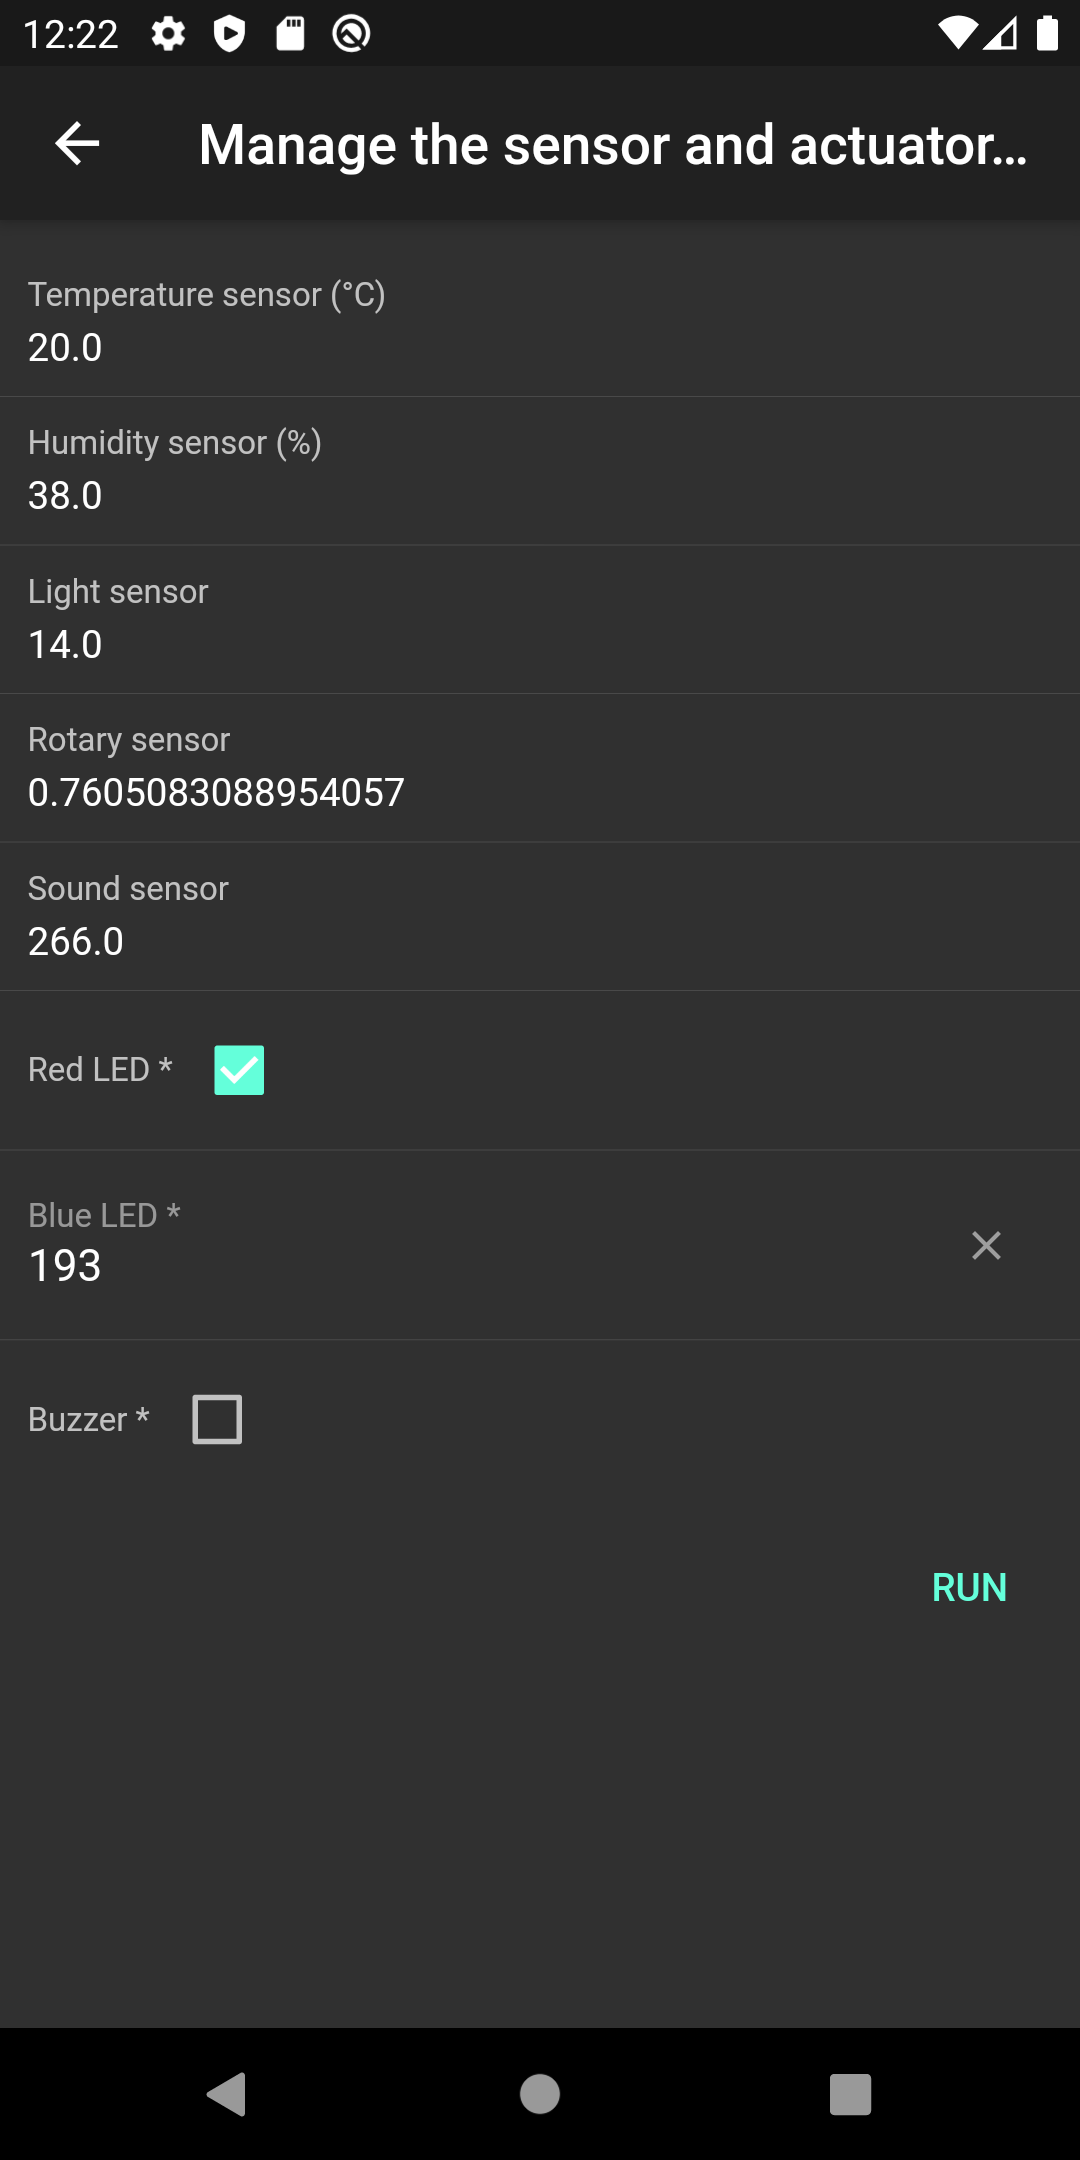 12:22
Manage the sensor and actuator...
Temperature sensor (°C)
20.0
Humidity sensor (%)
38.0
Light sensor
14.0
Rotary sensor
0.7605083088954057
Sound sensor
266.0
Red LED *
Blue LED *
193
Buzzer *
RUN